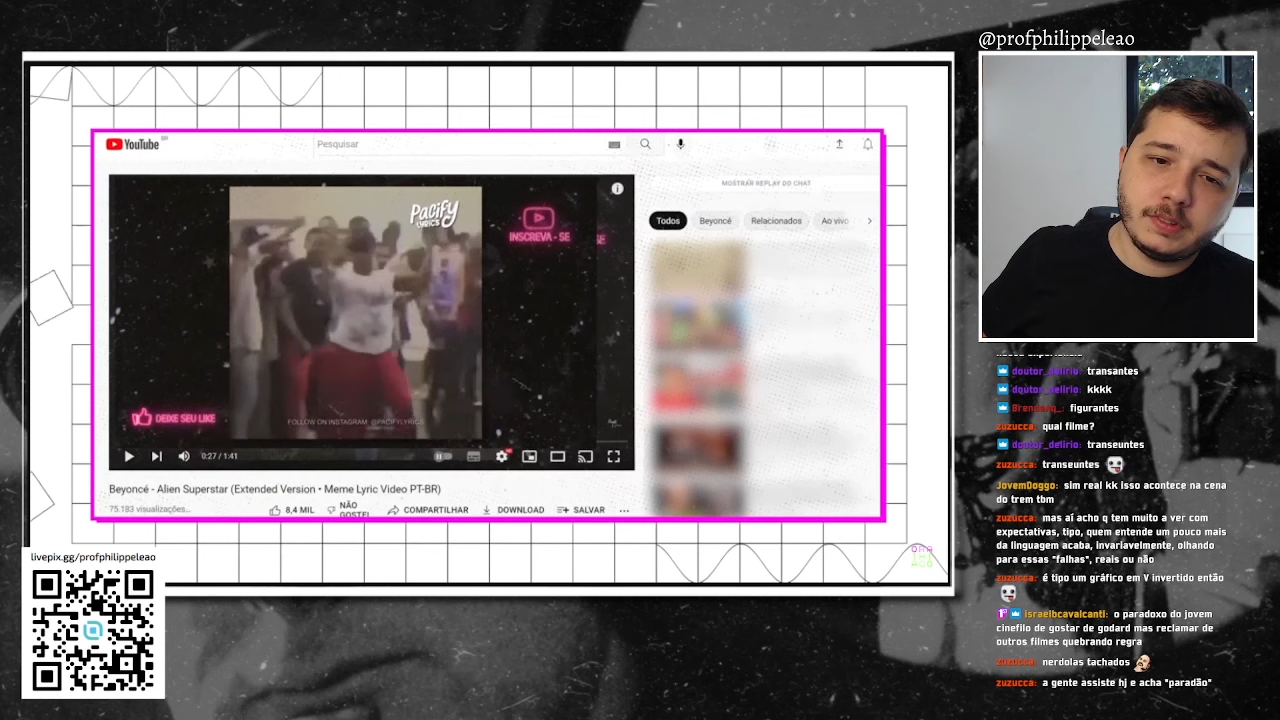 @profphilippeleao
YouTube BR
Pesquisar
MOSTRAR REPLAY DO CHAT
Todos
Beyoncé
Relacionados
Ao vivo
Pacify
LYRICS
INSCREVA-SE
SE
DEIXE SEU LIKE
FOLLOW ON INSTAGRAM @PACIFYLYRICS
0:27 / 1:41
Beyoncé - Alien Superstar (Extended Version • Meme Lyric Video PT-BR)
75.183 visualizações...
8,4 MIL
NÃO
GOSTEI
COMPARTILHAR
DOWNLOAD
SALVAR
livepix.gg/profphilippeleao
doutor_delirio: transantes
doutor_delirio: kkkk
figurantes
zuzucca: qual filme?
doutor_delirio: transeuntes
zuzucca: transeuntes
JovemDoggo: sim real kk isso acontece na cena
do trem tbm
zuzucca: mas aí acho q tem muito a ver com
expectativas, tipo, quem entende um pouco mais
da linguagem acaba, invariavelmente, olhando
para essas "falhas", reais ou não
zuzucca: é tipo um gráfico em V invertido então
israelbcavalcanti: o paradoxo do jovem
cinefilo de gostar de godard mas reclamar de
outros filmes quebrando regra
zuzucca: nerdolas tachados
zuzucca: a gente assiste hj e acha "paradão"